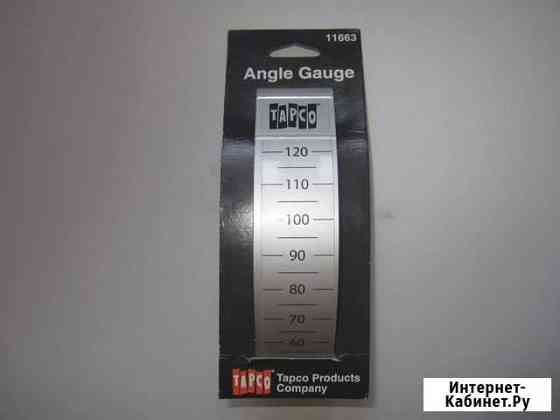 11663
Angle Gauge
TAPCO
120
110
100
90
80
70
60
TAPCO
Tapco Products
Company
Интернет-
Кабинет.Ру